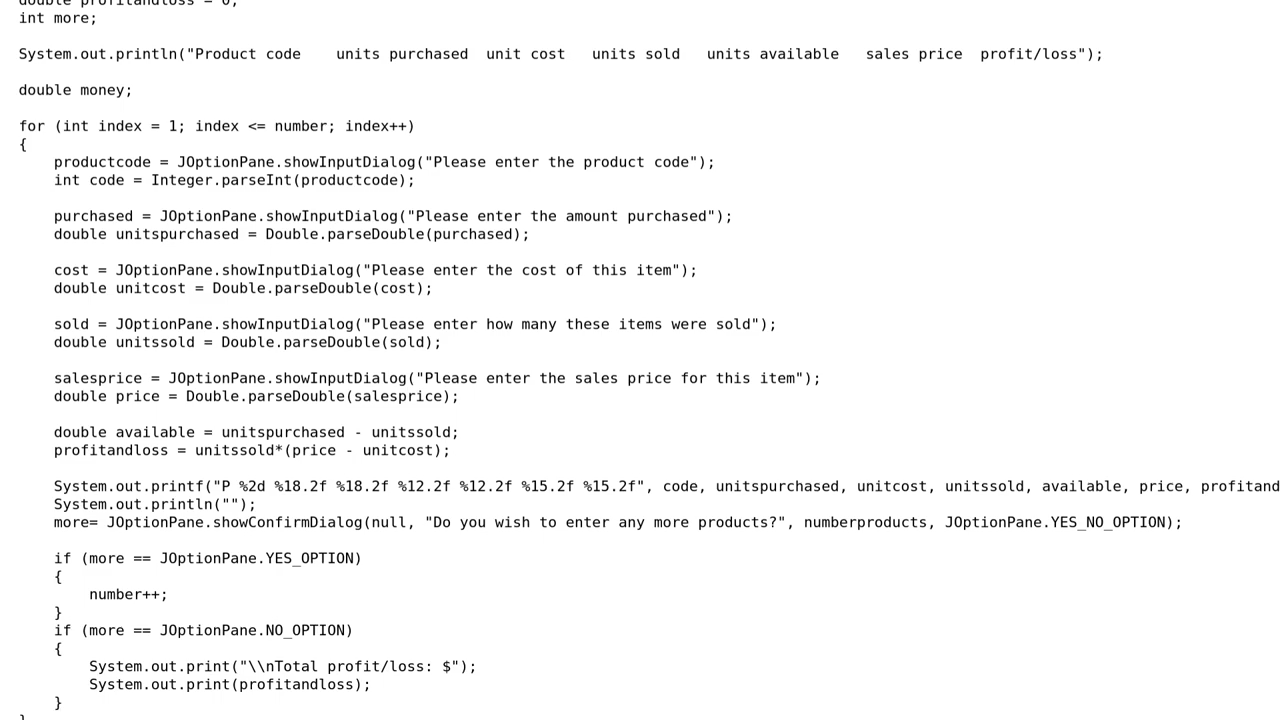 double profitandloss = 0;
int more;
System.out.println("Product code    units purchased  unit cost   units sold   units available   sales price  profit/loss");
double money;
for (int index = 1; index <= number; index++)
{
    productcode = JOptionPane.showInputDialog("Please enter the product code");
    int code = Integer.parseInt(productcode);
    purchased = JOptionPane.showInputDialog("Please enter the amount purchased");
    double unitspurchased = Double.parseDouble(purchased);
    cost = JOptionPane.showInputDialog("Please enter the cost of this item");
    double unitcost = Double.parseDouble(cost);
    sold = JOptionPane.showInputDialog("Please enter how many these items were sold");
    double unitssold = Double.parseDouble(sold);
    salesprice = JOptionPane.showInputDialog("Please enter the sales price for this item");
    double price = Double.parseDouble(salesprice);
    double available = unitspurchased - unitssold;
    profitandloss = unitssold*(price - unitcost);
    System.out.printf("P %2d %18.2f %18.2f %12.2f %12.2f %15.2f %15.2f", code, unitspurchased, unitcost, unitssold, available, price, profitand
    System.out.println("");
    more= JOptionPane.showConfirmDialog(null, "Do you wish to enter any more products?", numberproducts, JOptionPane.YES_NO_OPTION);
    if (more == JOptionPane.YES_OPTION)
    {
        number++;
    }
    if (more == JOptionPane.NO_OPTION)
    {
        System.out.print("\\nTotal profit/loss: $");
        System.out.print(profitandloss);
    }
}